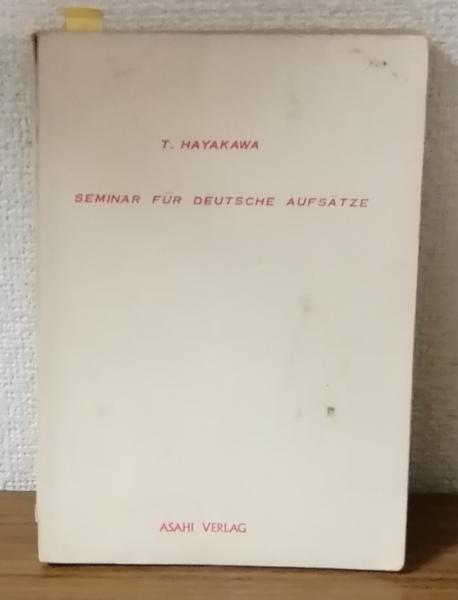 T. HAYAKAWA
SEMINAR FÜR DEUTSCHE AUFSÄTZE
ASAHI VERLAG